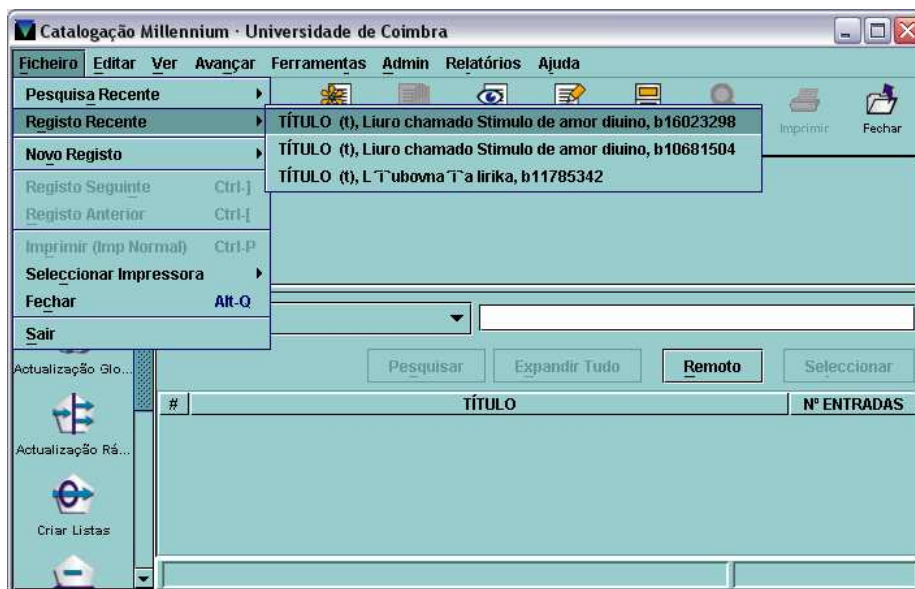 Catalogação Millennium · Universidade de Coimbra
Ficheiro Editar Ver Avançar Ferramentas Admin Relatórios Ajuda
Pesquisa Recente
Registo Recente
TÍTULO (t), Liuro chamado Stimulo de amor diuino, b16023298
Imprimir Fechar
Novo Registo
TÍTULO (t), Liuro chamado Stimulo de amor diuino, b10681504
Registo Seguinte Ctrl-]
TÍTULO (t), L ͡ubovna ͡a lirika, b11785342
Registo Anterior Ctrl-[
Imprimir (Imp Normal) Ctrl-P
Seleccionar Impressora
Fechar Alt-Q
Sair
Actualização Glo...
Pesquisar Expandir Tudo Remoto Seleccionar
# TÍTULO Nº ENTRADAS
Actualização Rá...
Criar Listas